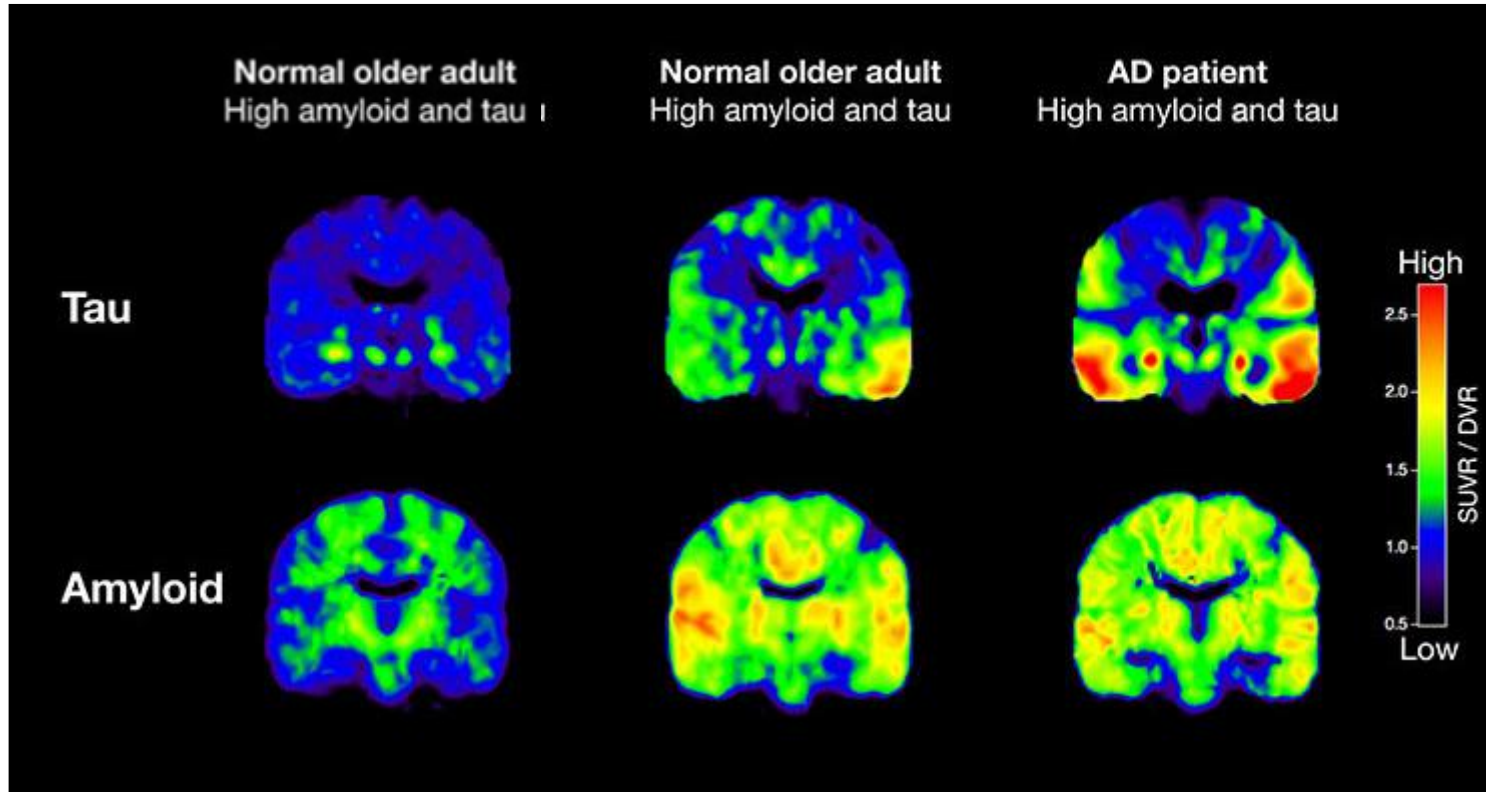 Normal older adult
High amyloid and tau
Normal older adult
High amyloid and tau
AD patient
High amyloid and tau
Tau
Amyloid
High
2.5
2.0
1.5
1.0
0.5
Low
SUVR / DVR